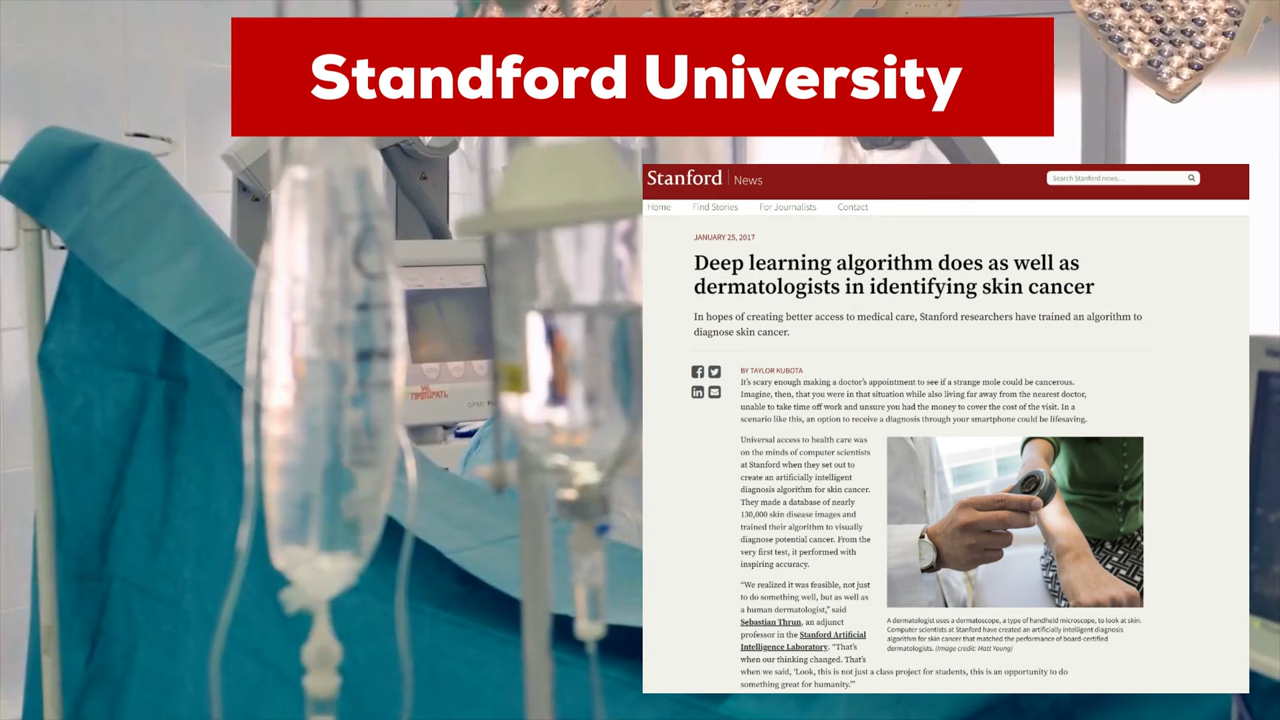 Standford University
Stanford News
Search Stanford news...
Home Find Stories For Journalists Contact
JANUARY 25, 2017
Deep learning algorithm does as well as
dermatologists in identifying skin cancer
In hopes of creating better access to medical care, Stanford researchers have trained an algorithm to
diagnose skin cancer.
BY TAYLOR KUBOTA
It's scary enough making a doctor's appointment to see if a strange mole could be cancerous.
Imagine, then, that you were in that situation while also living far away from the nearest doctor,
unable to take time off work and unsure you had the money to cover the cost of the visit. In a
scenario like this, an option to receive a diagnosis through your smartphone could be lifesaving.
Universal access to health care was
on the minds of computer scientists
at Stanford when they set out to
create an artificially intelligent
diagnosis algorithm for skin cancer.
They made a database of nearly
130,000 skin disease images and
trained their algorithm to visually
diagnose potential cancer. From the
very first test, it performed with
inspiring accuracy.
"We realized it was feasible, not just
to do something well, but as well as
a human dermatologist," said
Sebastian Thrun, an adjunct
professor in the Stanford Artificial
Intelligence Laboratory. "That's
when our thinking changed. That's
when we said, 'Look, this is not just a class project for students, this is an opportunity to do
something great for humanity.'"
A dermatologist uses a dermatoscope, a type of handheld microscope, to look at skin.
Computer scientists at Stanford have created an artificially intelligent diagnosis
algorithm for skin cancer that matched the performance of board-certified
dermatologists. (Image credit: Matt Young)